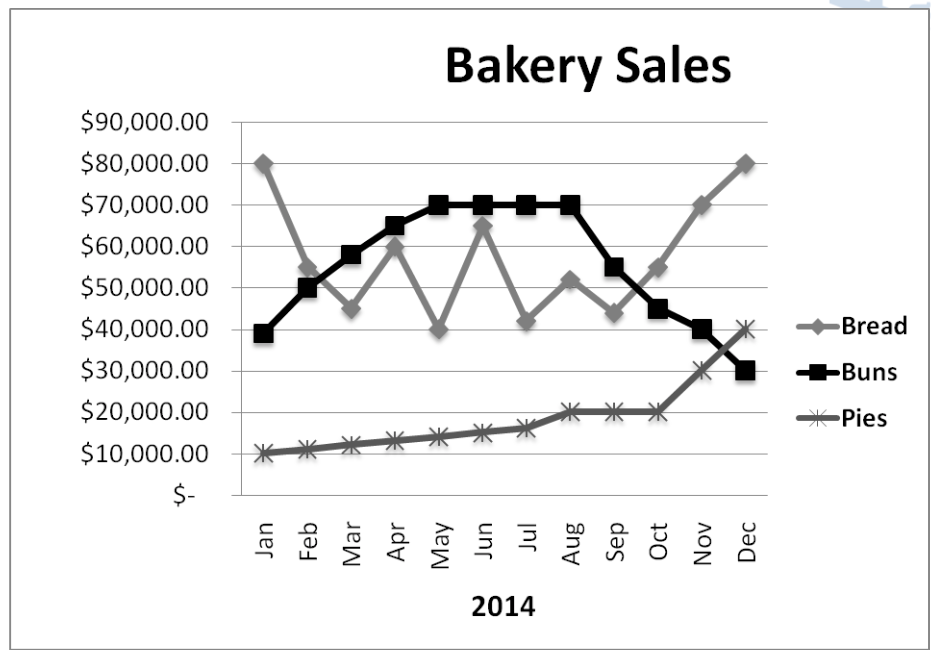 Bakery Sales
$90,000.00
$80,000.00
$70,000.00
$60,000.00
$50,000.00
$40,000.00
$30,000.00
$20,000.00
$10,000.00
$-
Jan Feb Mar Apr May Jun Jul Aug Sep Oct Nov Dec
2014
Bread
Buns
Pies